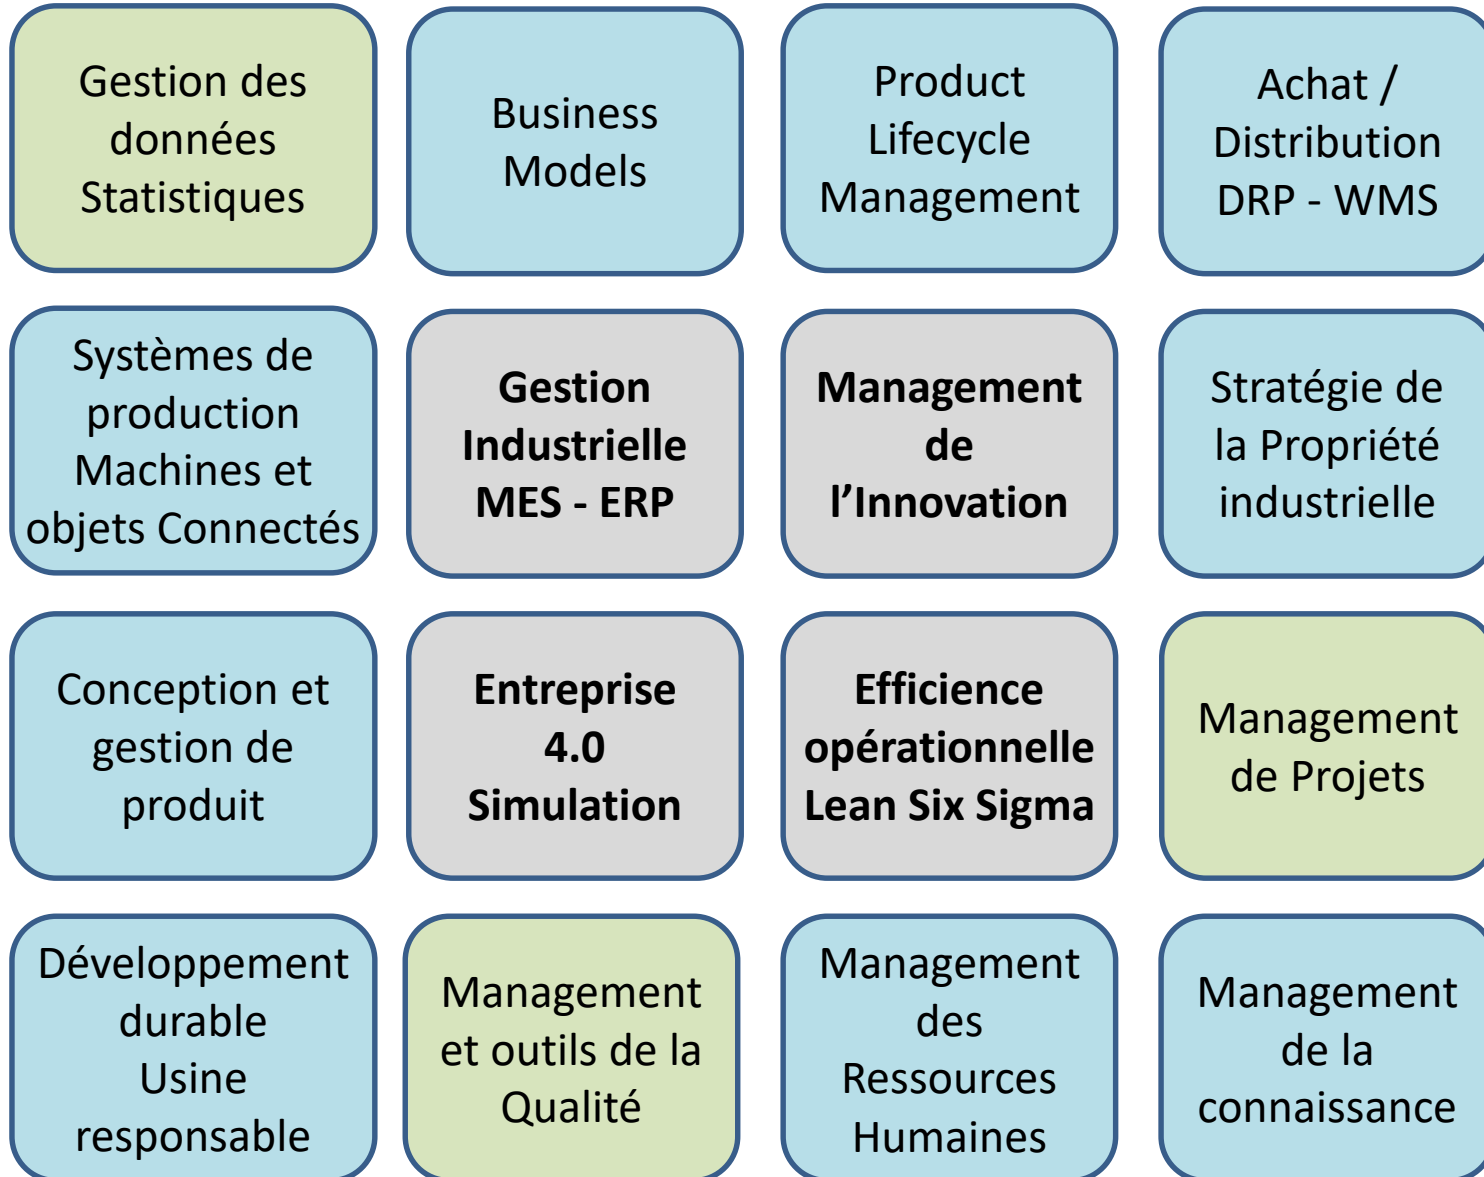 Gestion des
données
Statistiques
Business
Models
Product
Lifecycle
Management
Achat /
Distribution
DRP - WMS
Systèmes de
production
Machines et
objets Connectés
Gestion
Industrielle
MES - ERP
Management
de
l’Innovation
Stratégie de
la Propriété
industrielle
Conception et
gestion de
produit
Entreprise
4.0
Simulation
Efficience
opérationnelle
Lean Six Sigma
Management
de Projets
Développement
durable
Usine
responsable
Management
et outils de la
Qualité
Management
des
Ressources
Humaines
Management
de la
connaissance